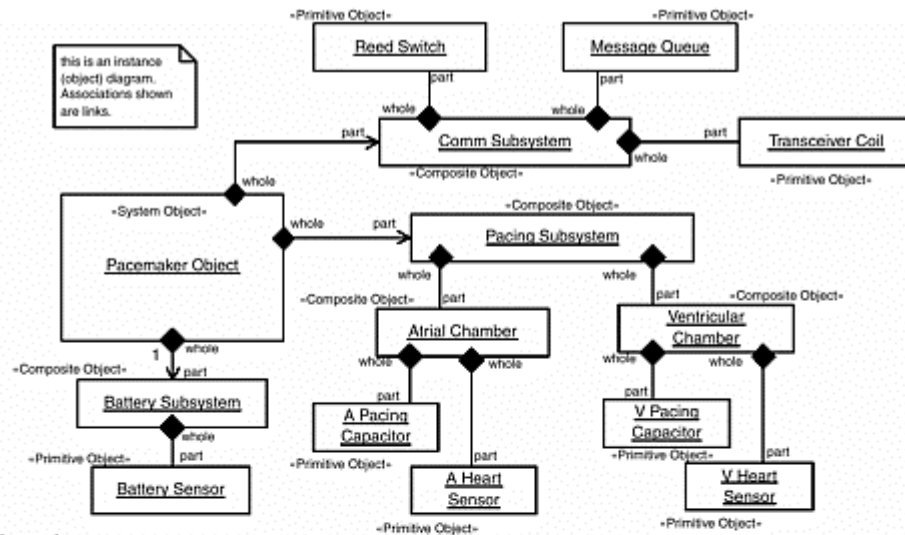 «Primitive Object»
Reed Switch
part
whole
«Primitive Object»
Message Queue
part
whole
this is an instance
(object) diagram.
Associations shown
are links.
part
Comm Subsystem
whole
part
Transceiver Coil
«Composite Object»
«Primitive Object»
whole
«System Object»
Pacemaker Object
whole
part
«Composite Object»
Pacing Subsystem
whole
whole
«Composite Object»
part
Atrial Chamber
whole
whole
part
«Composite Object»
Ventricular
Chamber
whole
whole
1
whole
«Composite Object»
part
Battery Subsystem
whole
«Primitive Object»
part
Battery Sensor
part
A Pacing
Capacitor
«Primitive Object»
part
A Heart
Sensor
«Primitive Object»
part
V Pacing
Capacitor
«Primitive Object»
part
V Heart
Sensor
«Primitive Object»